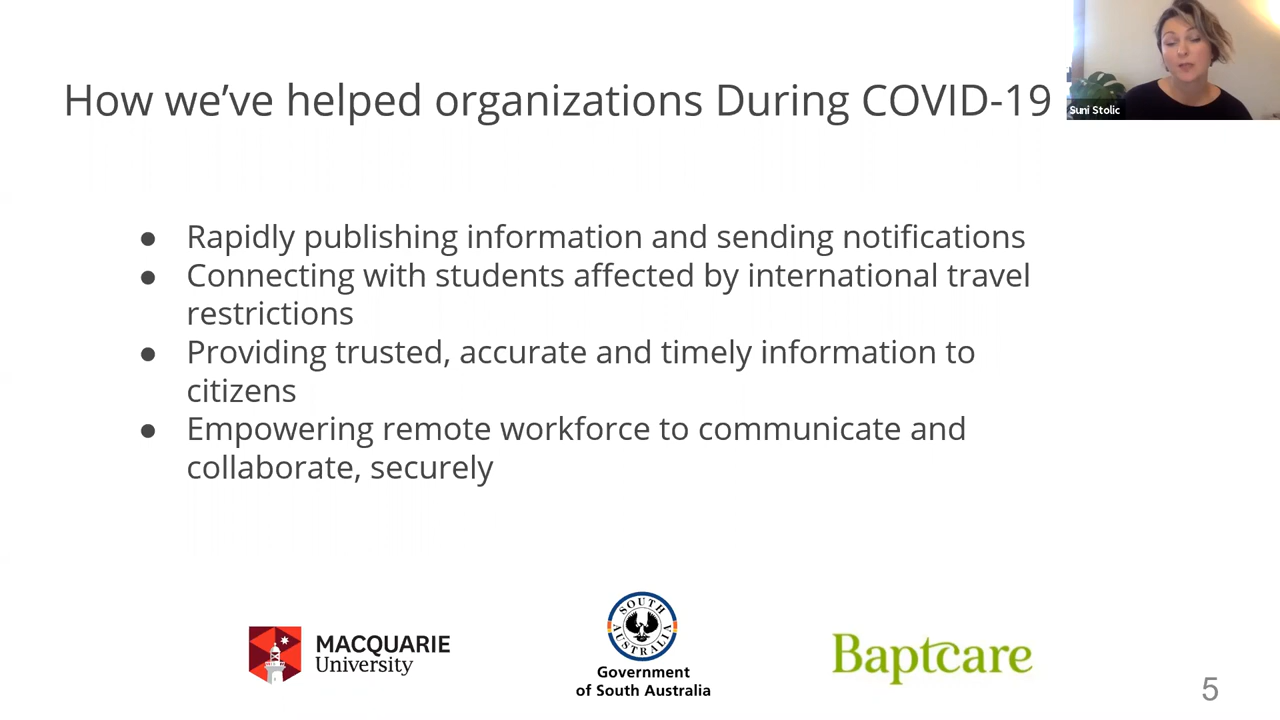 How we’ve helped organizations During COVID-19
Suni Stolic
● Rapidly publishing information and sending notifications
● Connecting with students affected by international travel
restrictions
● Providing trusted, accurate and timely information to
citizens
● Empowering remote workforce to communicate and
collaborate, securely
MACQUARIE
University
SOUTH
AUSTRALIA
Government
of South Australia
Baptcare
5